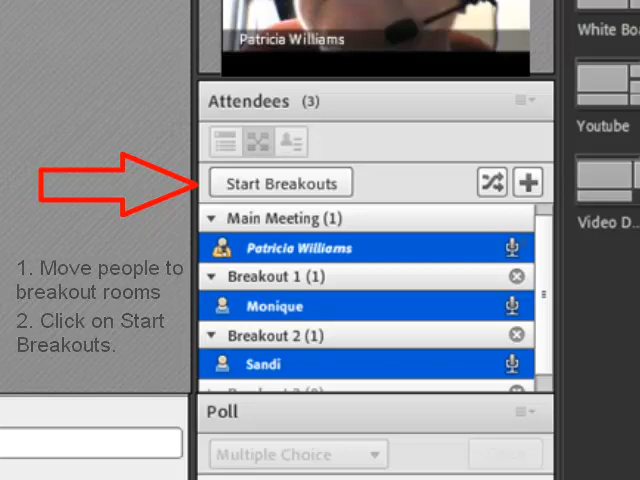 Patricia Williams
White Boa
Attendees (3)
Youtube
Start Breakouts
Main Meeting (1)
Video D...
Patricia Williams
1. Move people to
breakout rooms
Breakout 1 (1)
Monique
2. Click on Start
Breakouts.
Breakout 2 (1)
Sandi
Poll
Multiple Choice